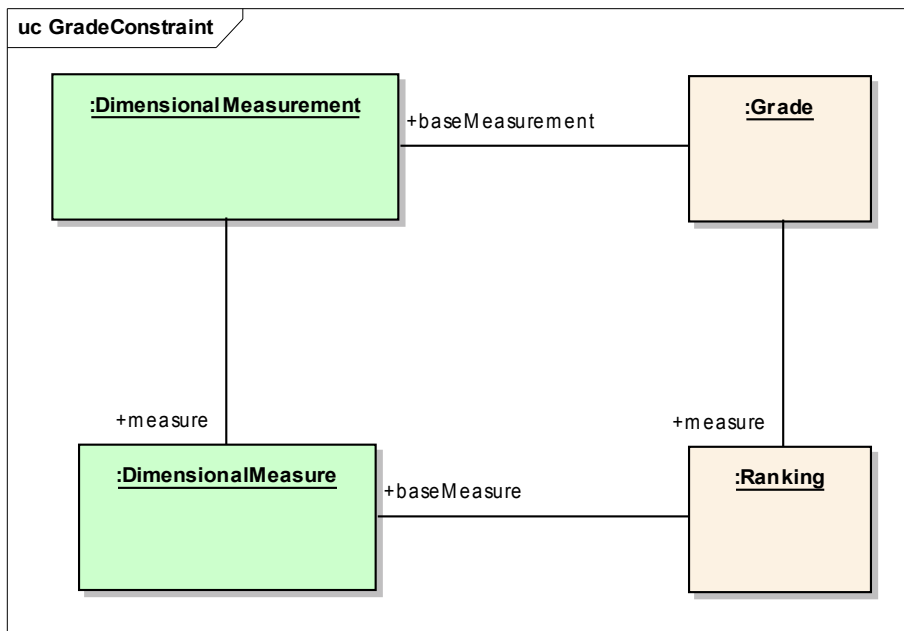 uc GradeConstraint
:DimensionalMeasurement
:Grade
+baseMeasurement
+measure
+measure
:DimensionalMeasure
:Ranking
+baseMeasure